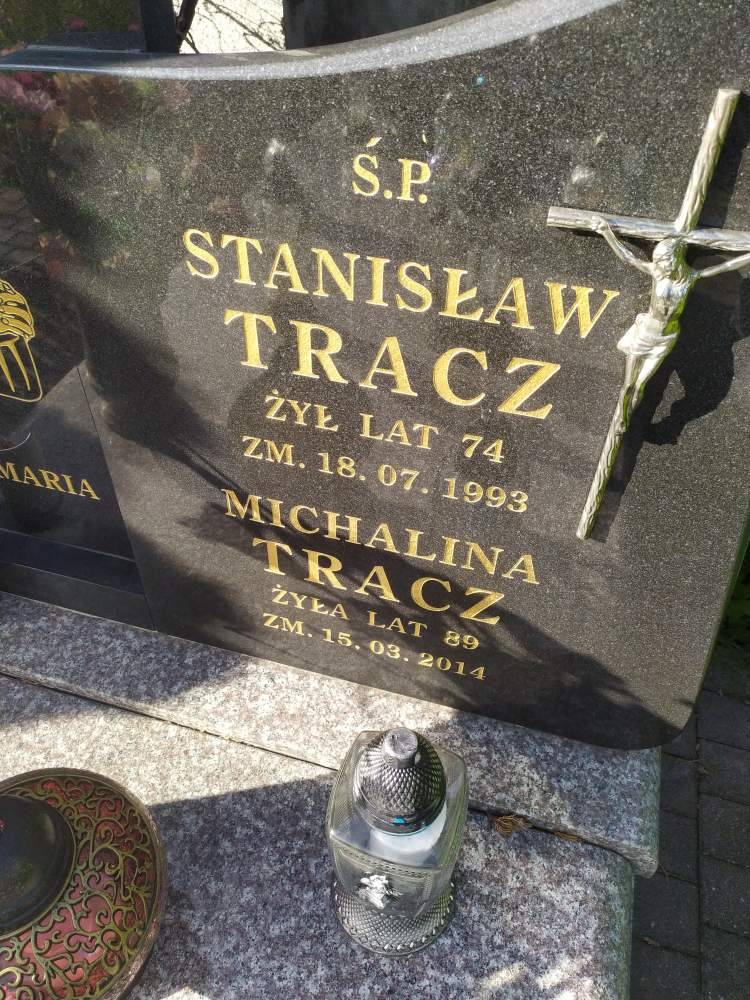 Ś.P.
STANISŁAW
TRACZ
ŻYŁ LAT 74
ZM. 18.07.1993
MICHALINA
TRACZ
ŻYŁA LAT 89
ZM. 15.03.2014
MARIA